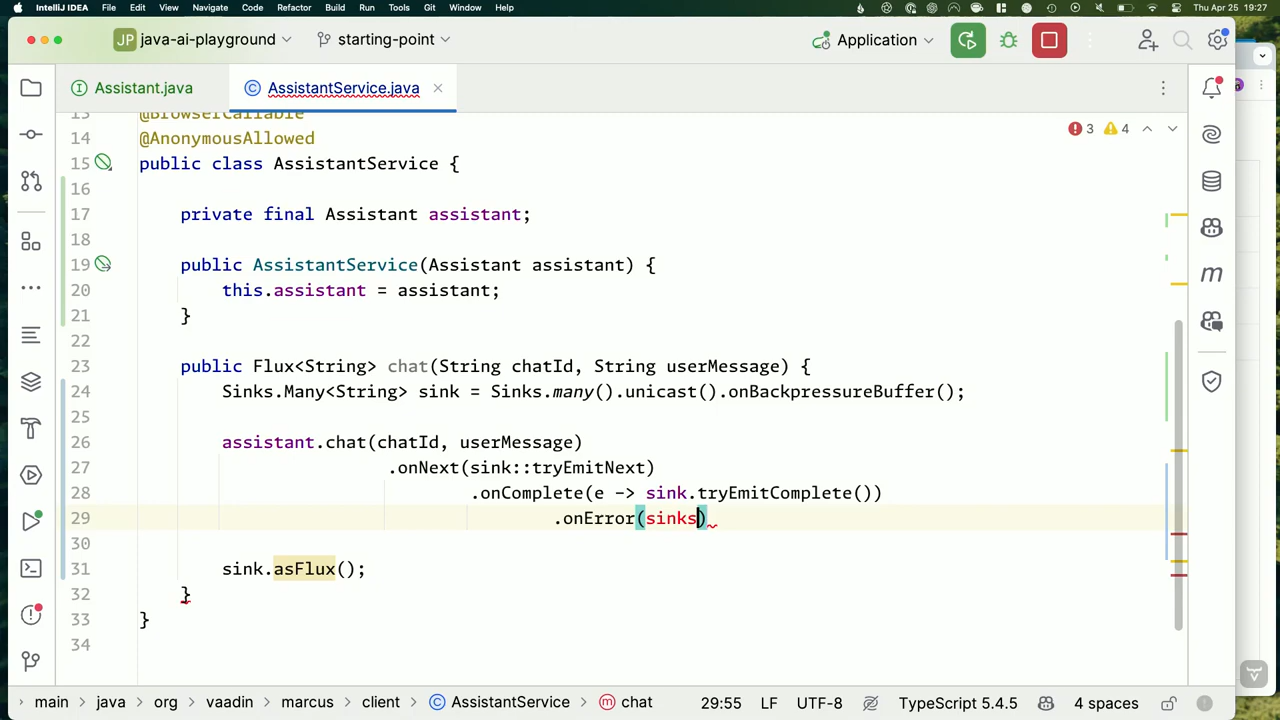 IntelliJ IDEA File Edit View Navigate Code Refactor Build Run Tools Git Window Help Thu Apr 25 19:27
JP java-ai-playground starting-point Application
Assistant.java AssistantService.java
3 4
13 @BrowserCallable
14 @AnonymousAllowed
15 public class AssistantService {
16
17 private final Assistant assistant;
18
19 public AssistantService(Assistant assistant) {
20 this.assistant = assistant;
21 }
22
23 public Flux<String> chat(String chatId, String userMessage) {
24 Sinks.Many<String> sink = Sinks.many().unicast().onBackpressureBuffer();
25
26 assistant.chat(chatId, userMessage)
27 .onNext(sink::tryEmitNext)
28 .onComplete(e -> sink.tryEmitComplete())
29 .onError(sinks)
30
31 sink.asFlux();
32 }
33 }
34
main java org vaadin marcus client AssistantService chat 29:55 LF UTF-8 TypeScript 5.4.5 4 spaces